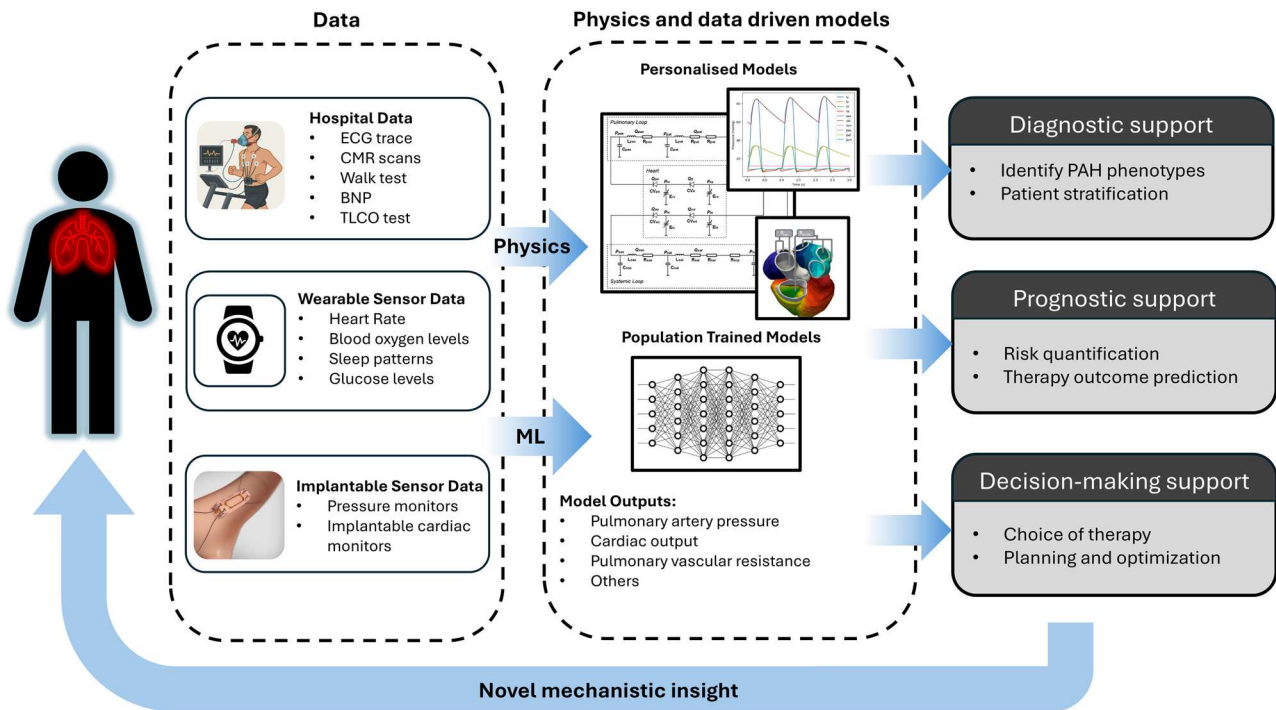 Data
Physics and data driven models
Hospital Data
• ECG trace
• CMR scans
• Walk test
• BNP
• TLCO test
Wearable Sensor Data
• Heart Rate
• Blood oxygen levels
• Sleep patterns
• Glucose levels
Implantable Sensor Data
• Pressure monitors
• Implantable cardiac
monitors
Physics
ML
Personalised Models
Pulmonary Loop
Heart
Systemic Loop
Time [s]
Population Trained Models
Model Outputs:
• Pulmonary artery pressure
• Cardiac output
• Pulmonary vascular resistance
• Others
Diagnostic support
• Identify PAH phenotypes
• Patient stratification
Prognostic support
• Risk quantification
• Therapy outcome prediction
Decision-making support
• Choice of therapy
• Planning and optimization
Novel mechanistic insight